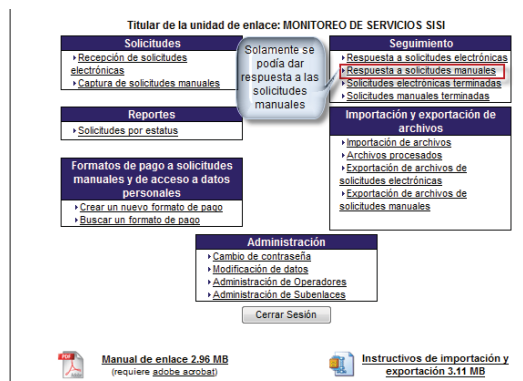 Titular de la unidad de enlace: MONITOREO DE SERVICIOS SISI
Solicitudes
Recepción de solicitudes
electrónicas
Captura de solicitudes manuales
Solamente se
podía dar
respuesta a las
solicitudes
manuales
Seguimiento
Respuesta a solicitudes electrónicas
Respuesta a solicitudes manuales
Solicitudes electrónicas terminadas
Solicitudes manuales terminadas
Reportes
Solicitudes por estatus
Importación y exportación de
archivos
Importación de archivos
Archivos procesados
Exportación de archivos de
solicitudes electrónicas
Exportación de archivos de
solicitudes manuales
Formatos de pago a solicitudes
manuales y de acceso a datos
personales
Crear un nuevo formato de pago
Buscar un formato de pago
Administración
Cambio de contraseña
Modificación de datos
Administración de Operadores
Administración de Subenlaces
Cerrar Sesión
Manual de enlace 2.96 MB
(requiere adobe acrobat)
Instructivos de importación y
exportación 3.11 MB